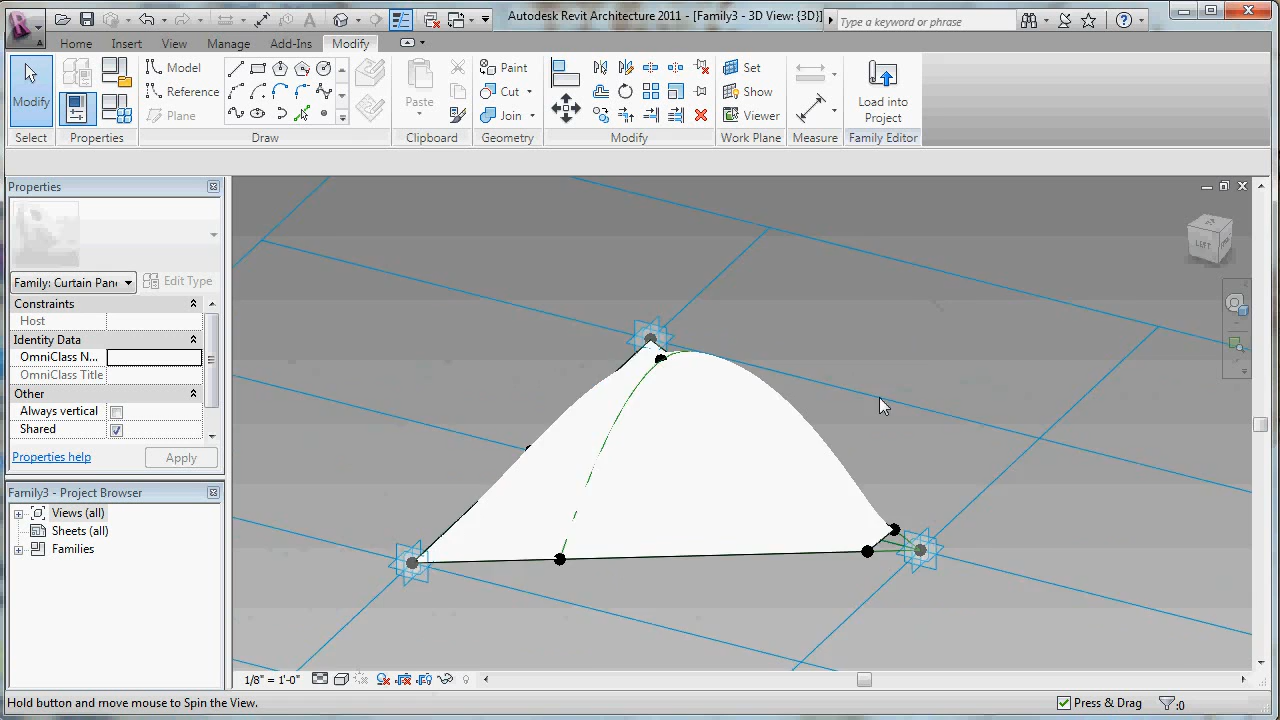 Autodesk Revit Architecture 2011 - [Family3 - 3D View: {3D}]
Type a keyword or phrase
Home Insert View Manage Add-Ins Modify
Modify
Model
Reference
Plane
Paste
Paint
Cut
Join
Set
Show
Viewer
Load into
Project
Select Properties Draw Clipboard Geometry Modify Work Plane Measure Family Editor
Properties
Family: Curtain Pan
Edit Type
Constraints
Host
Identity Data
OmniClass N...
OmniClass Title
Other
Always vertical
Shared
Properties help
Apply
Family3 - Project Browser
Views (all)
Sheets (all)
Families
LEFT
1/8" = 1'-0"
Hold button and move mouse to Spin the View.
Press & Drag
:0